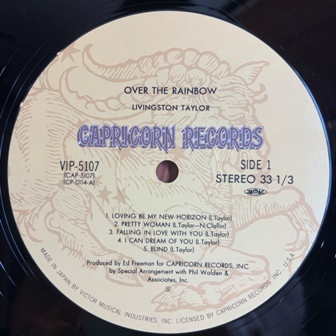 OVER THE RAINBOW
LIVINGSTON TAYLOR
CAPRICORN RECORDS
VIP-5107
(CAP-5107)
(CP-0114-A)
SIDE 1
STEREO 33 1/3
1. LOVING BE MY NEW HORIZON (L.Taylor)
2. PRETTY WOMAN (L.Taylor-N.Claflin)
3. FALLING IN LOVE WITH YOU (L.Taylor)
4. I CAN DREAM OF YOU (L.Taylor)
5. BLIND (L.Taylor)
Produced by Ed Freeman for CAPRICORN RECORDS, INC.
by Special Arrangement with Phil Walden &
Associates, Inc.
MADE IN JAPAN BY VICTOR MUSICAL INDUSTRIES, INC. LICENSED BY CAPRICORN RECORDS, INC. U.S.A.